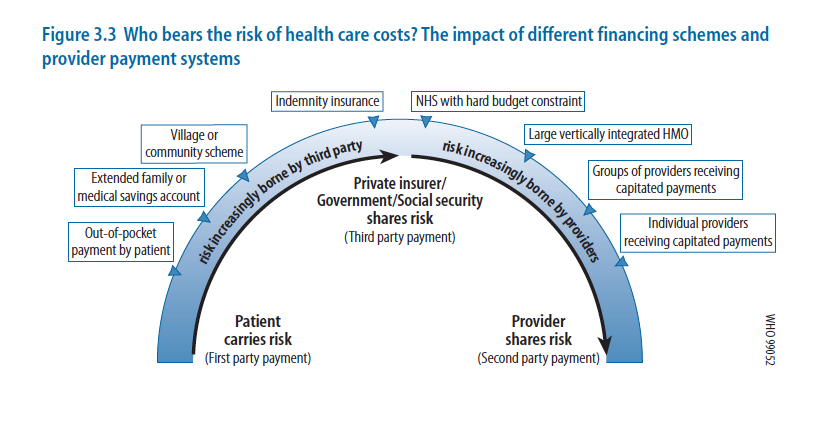 Figure 3.3 Who bears the risk of health care costs? The impact of different financing schemes and
provider payment systems
Indemnity insurance
NHS with hard budget constraint
Village or
community scheme
Large vertically integrated HMO
Extended family or
medical savings account
Groups of providers receiving
capitated payments
Out-of-pocket
payment by patient
Individual providers
receiving capitated payments
risk increasingly borne by third party
risk increasingly borne by providers
Private insurer/
Government/Social security
shares risk
(Third party payment)
Patient
carries risk
(First party payment)
Provider
shares risk
(Second party payment)
WHO 99052